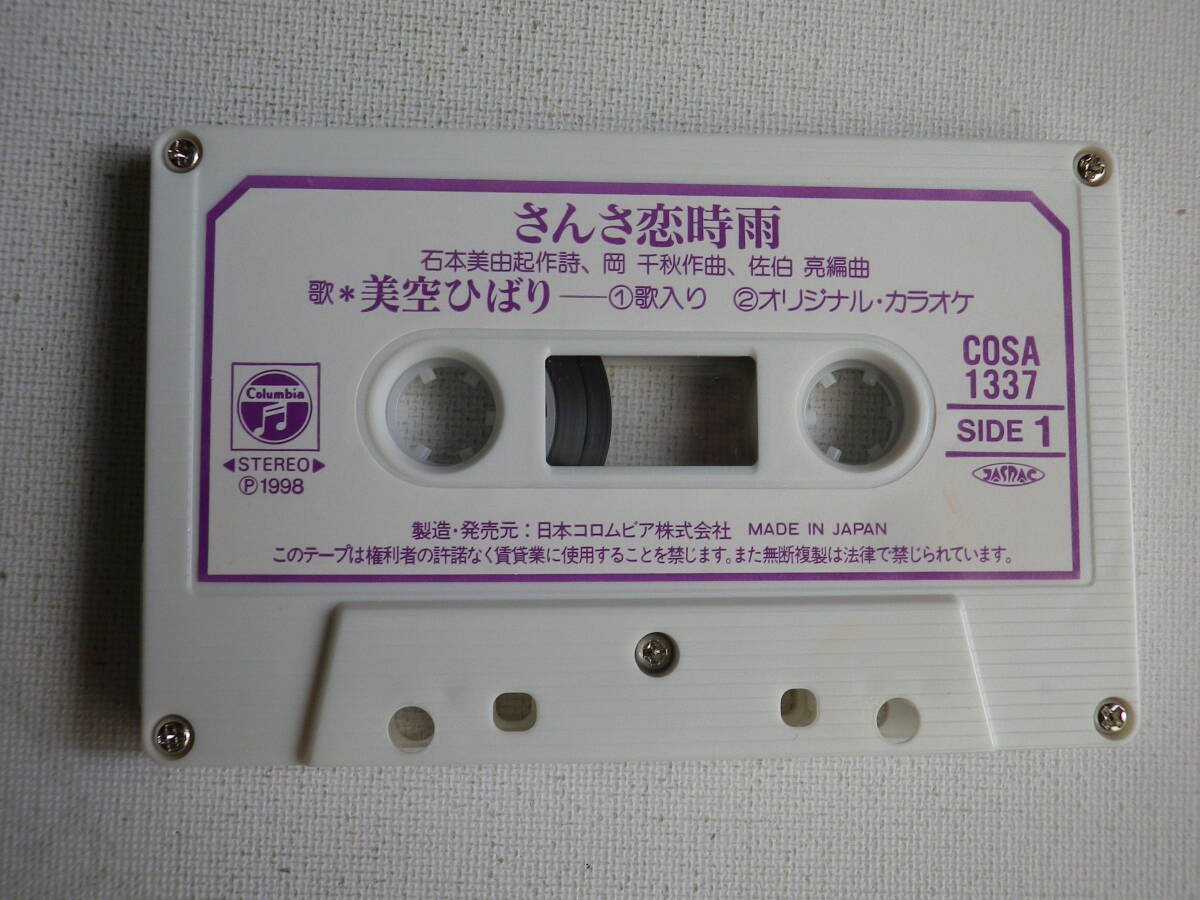 さんさ恋時雨
石本美由起作詩、岡 千秋作曲、佐伯 亮編曲
歌＊美空ひばり――①歌入り ②オリジナル・カラオケ
COSA
1337
SIDE 1
JASRAC
Columbia
◀STEREO▶
Ⓟ1998
製造・発売元：日本コロムビア株式会社 MADE IN JAPAN
このテープは権利者の許諾なく賃貸業に使用することを禁じます。また無断複製は法律で禁じられています。